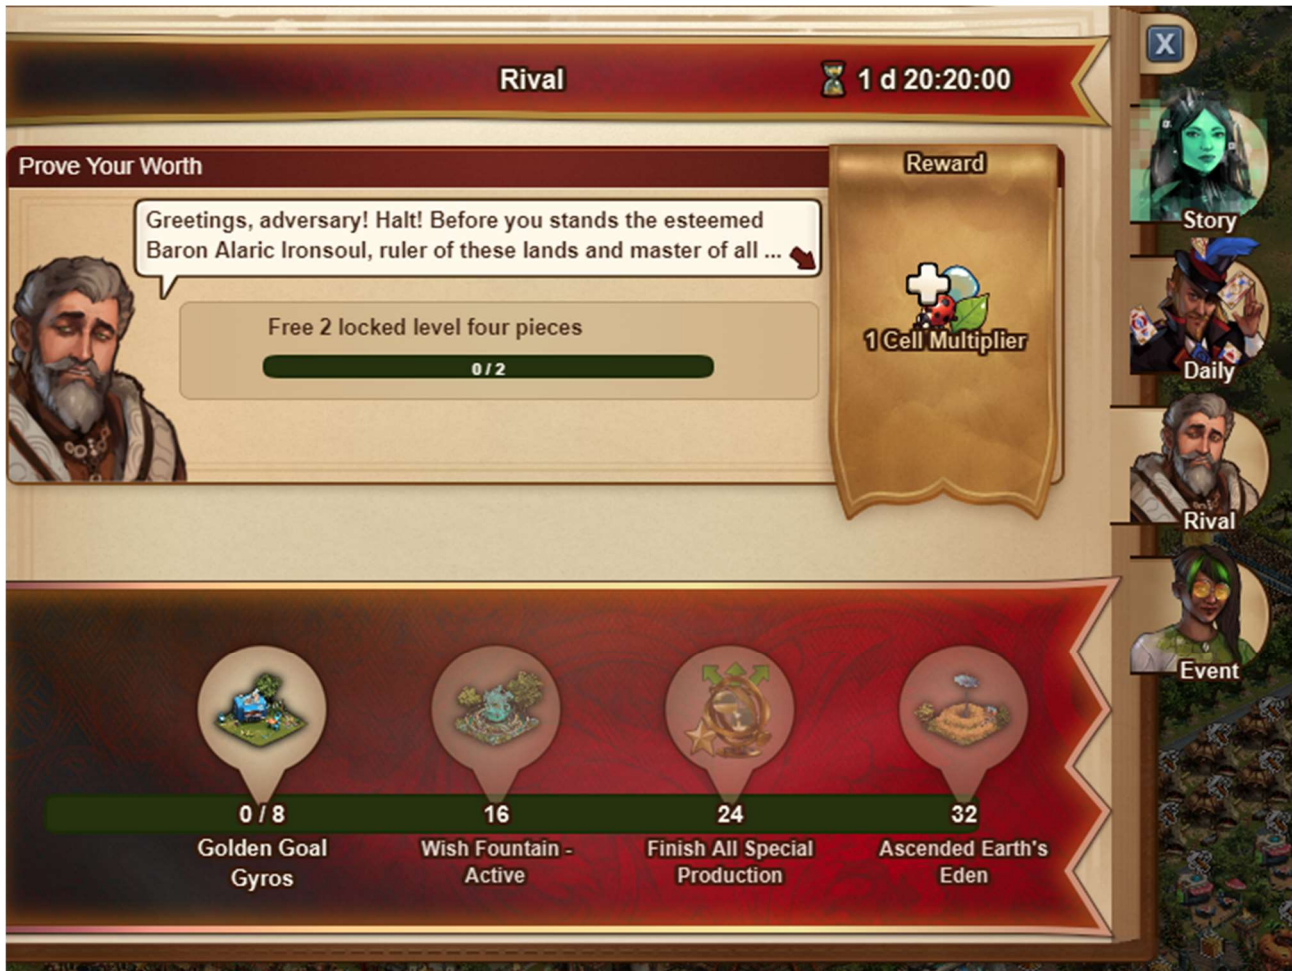 Rival
1 d 20:20:00
X
Prove Your Worth
Reward
Greetings, adversary! Halt! Before you stands the esteemed
Baron Alaric Ironsoul, ruler of these lands and master of all ...
Free 2 locked level four pieces
0 / 2
1 Cell Multiplier
Story
Daily
Rival
Event
0 / 8
16
24
32
Golden Goal
Gyros
Wish Fountain -
Active
Finish All Special
Production
Ascended Earth's
Eden